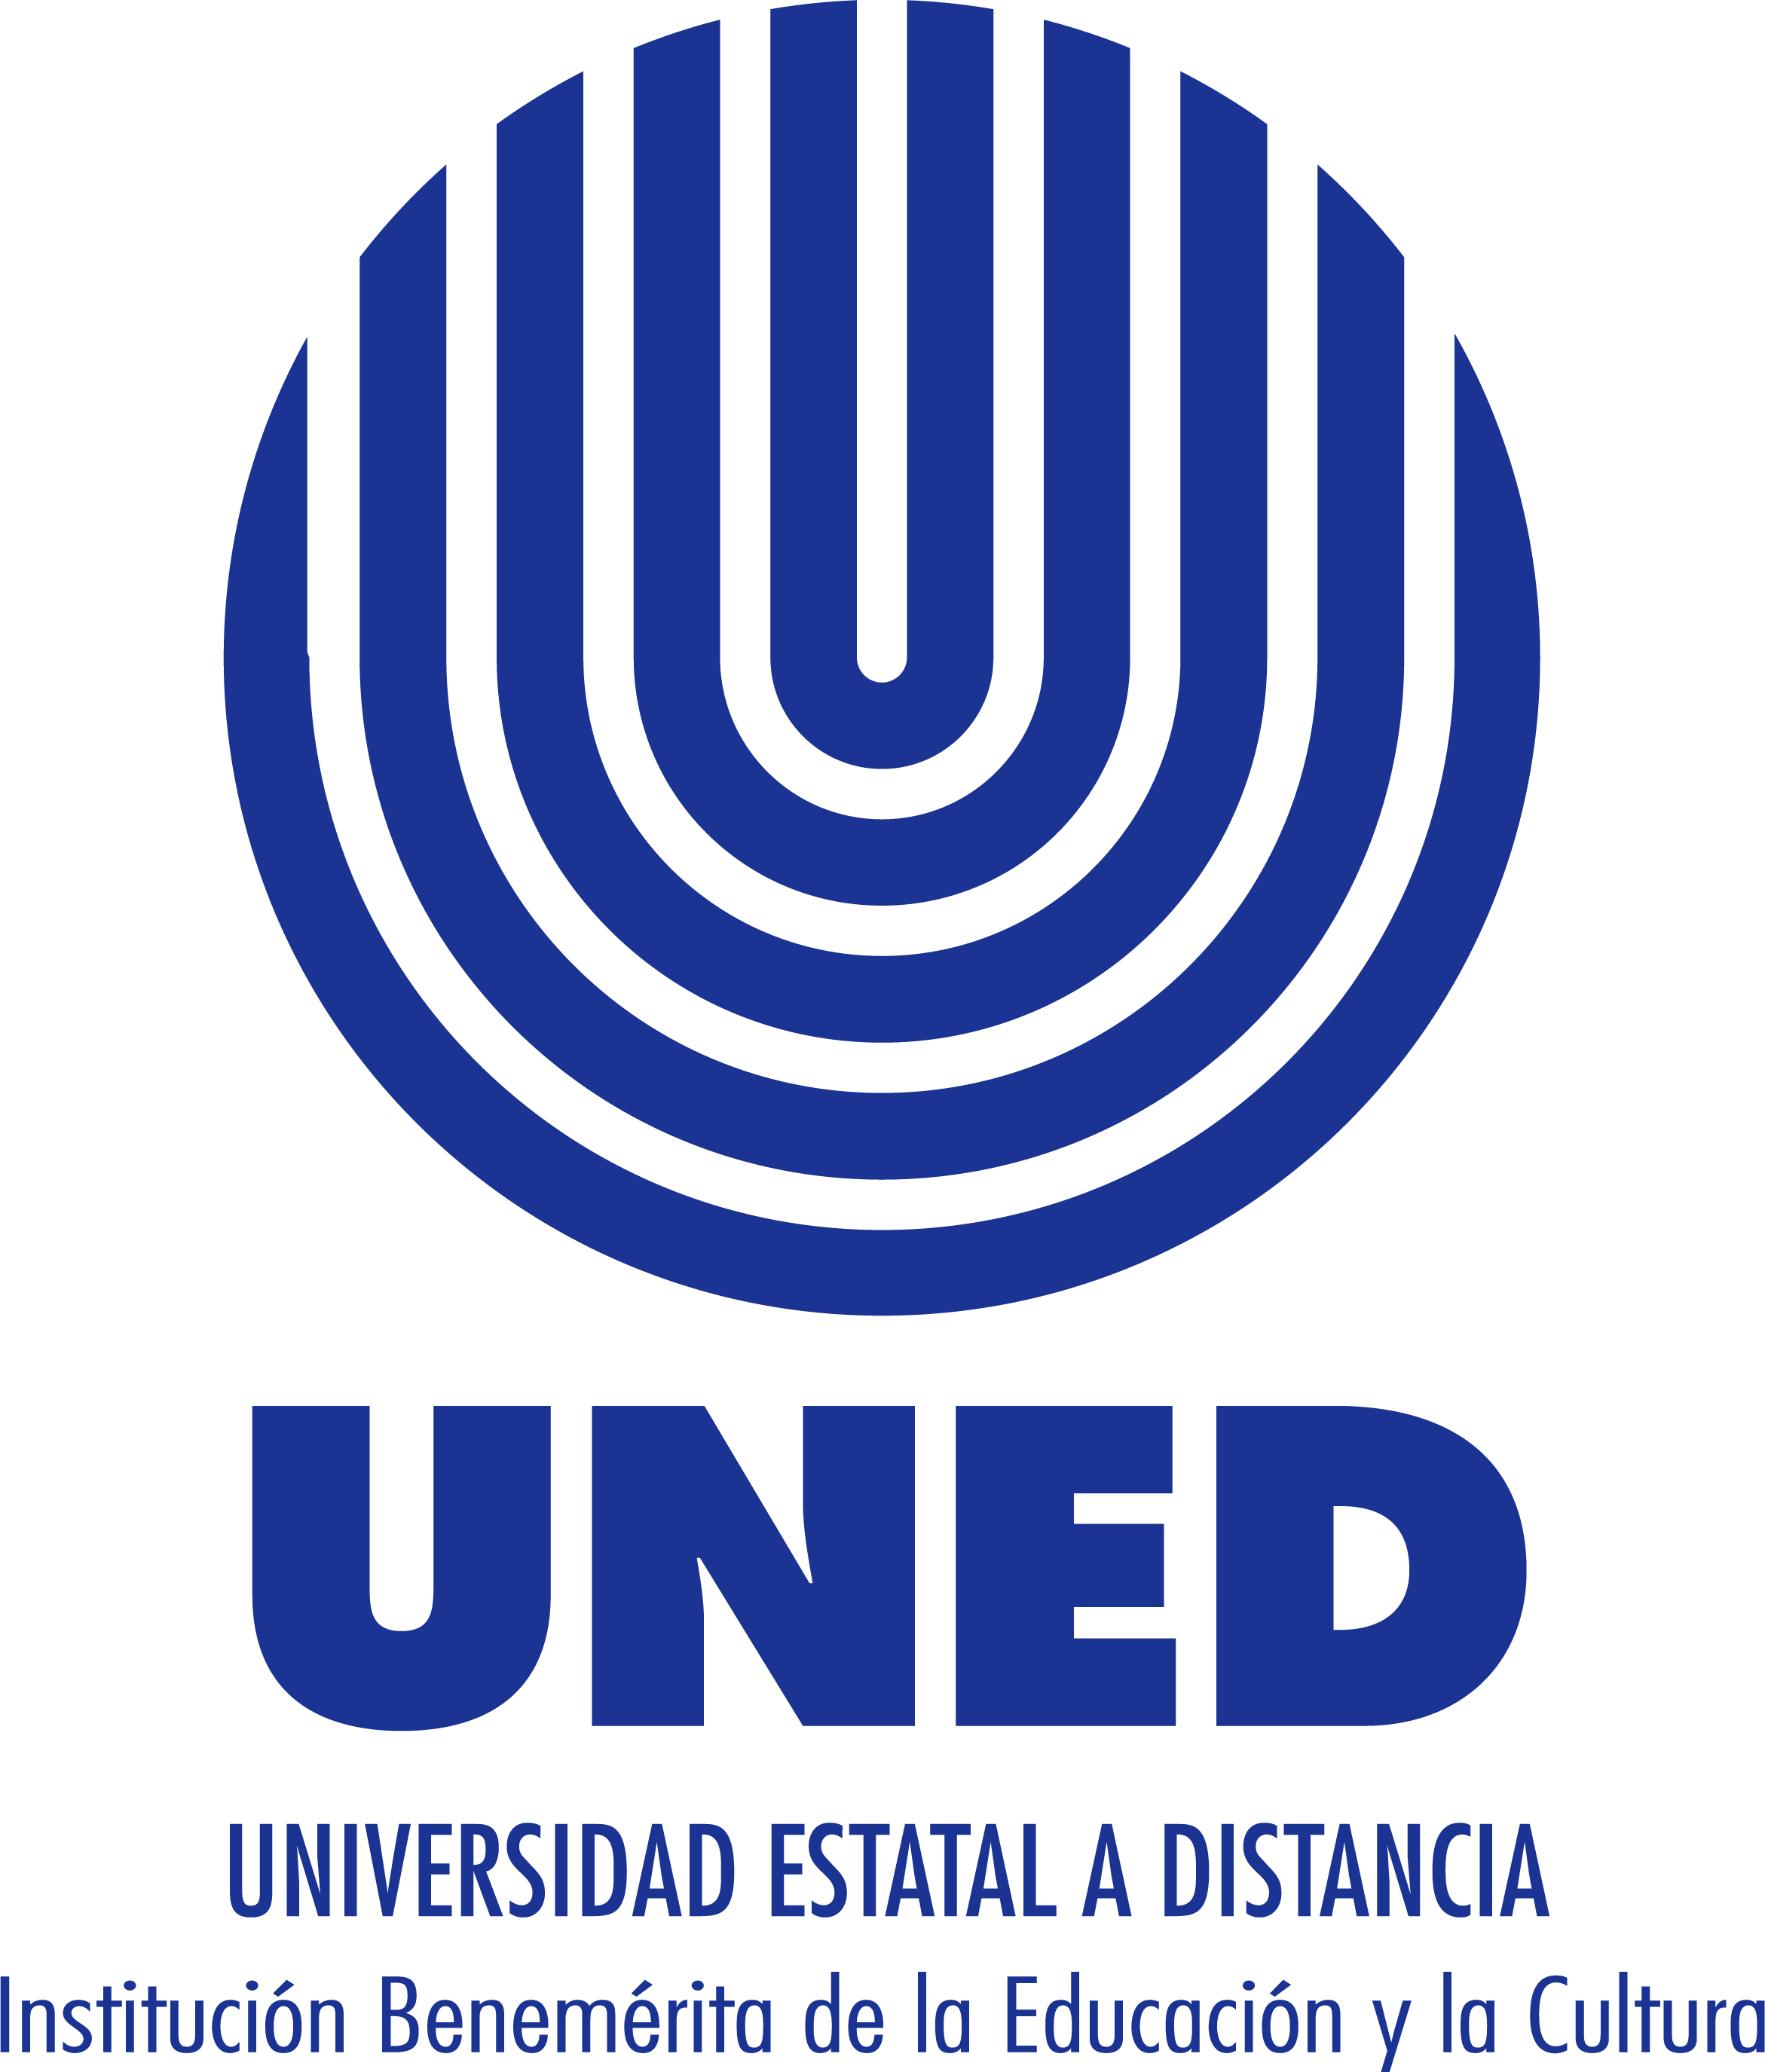 UNED
UNIVERSIDAD ESTATAL A DISTANCIA
Institución Benemérita de la Educación y la Cultura